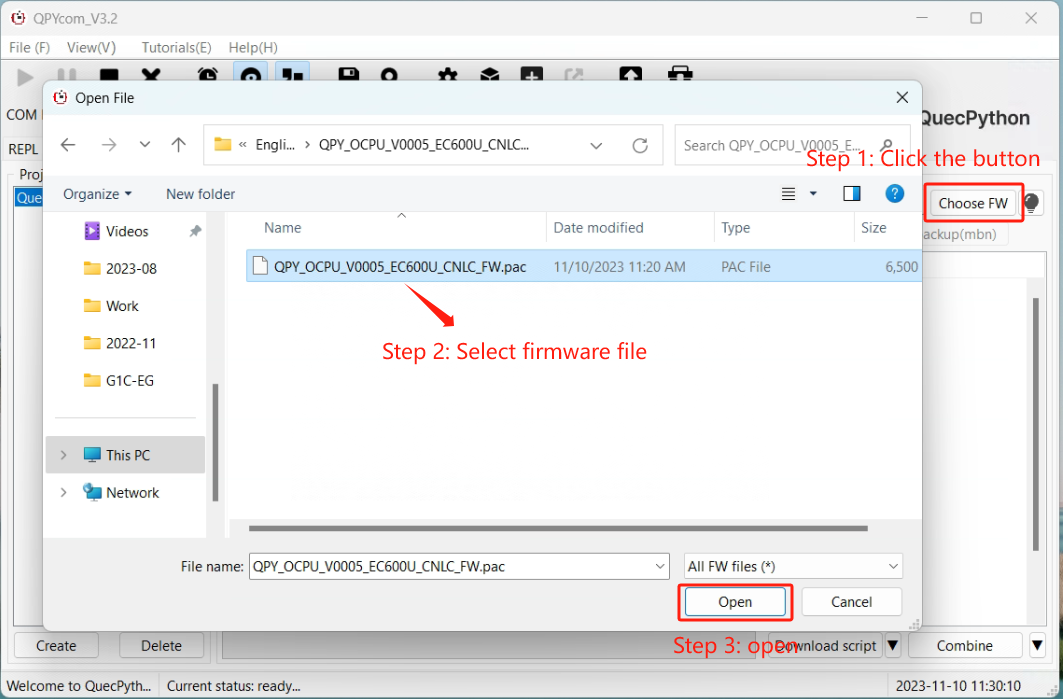 QPYcom_V3.2
File (F) View(V) Tutorials(E) Help(H)
COM
Open File
QuecPython
« Engli... › QPY_OCPU_V0005_EC600U_CNLC...
Search QPY_OCPU_V0005_E...
REPL
Step 1: Click the button
Organize
New folder
Choose FW
Name
Date modified
Type
Size
ackup(mbn)
Videos
2023-08
Work
2022-11
G1C-EG
This PC
Network
QPY_OCPU_V0005_EC600U_CNLC_FW.pac 11/10/2023 11:20 AM PAC File 6,500
Step 2: Select firmware file
File name: QPY_OCPU_V0005_EC600U_CNLC_FW.pac
All FW files (*)
Open
Cancel
Step 3: open
Create
Delete
Download script
Combine
Welcome to QuecPyth...
Current status: ready...
2023-11-10 11:30:10